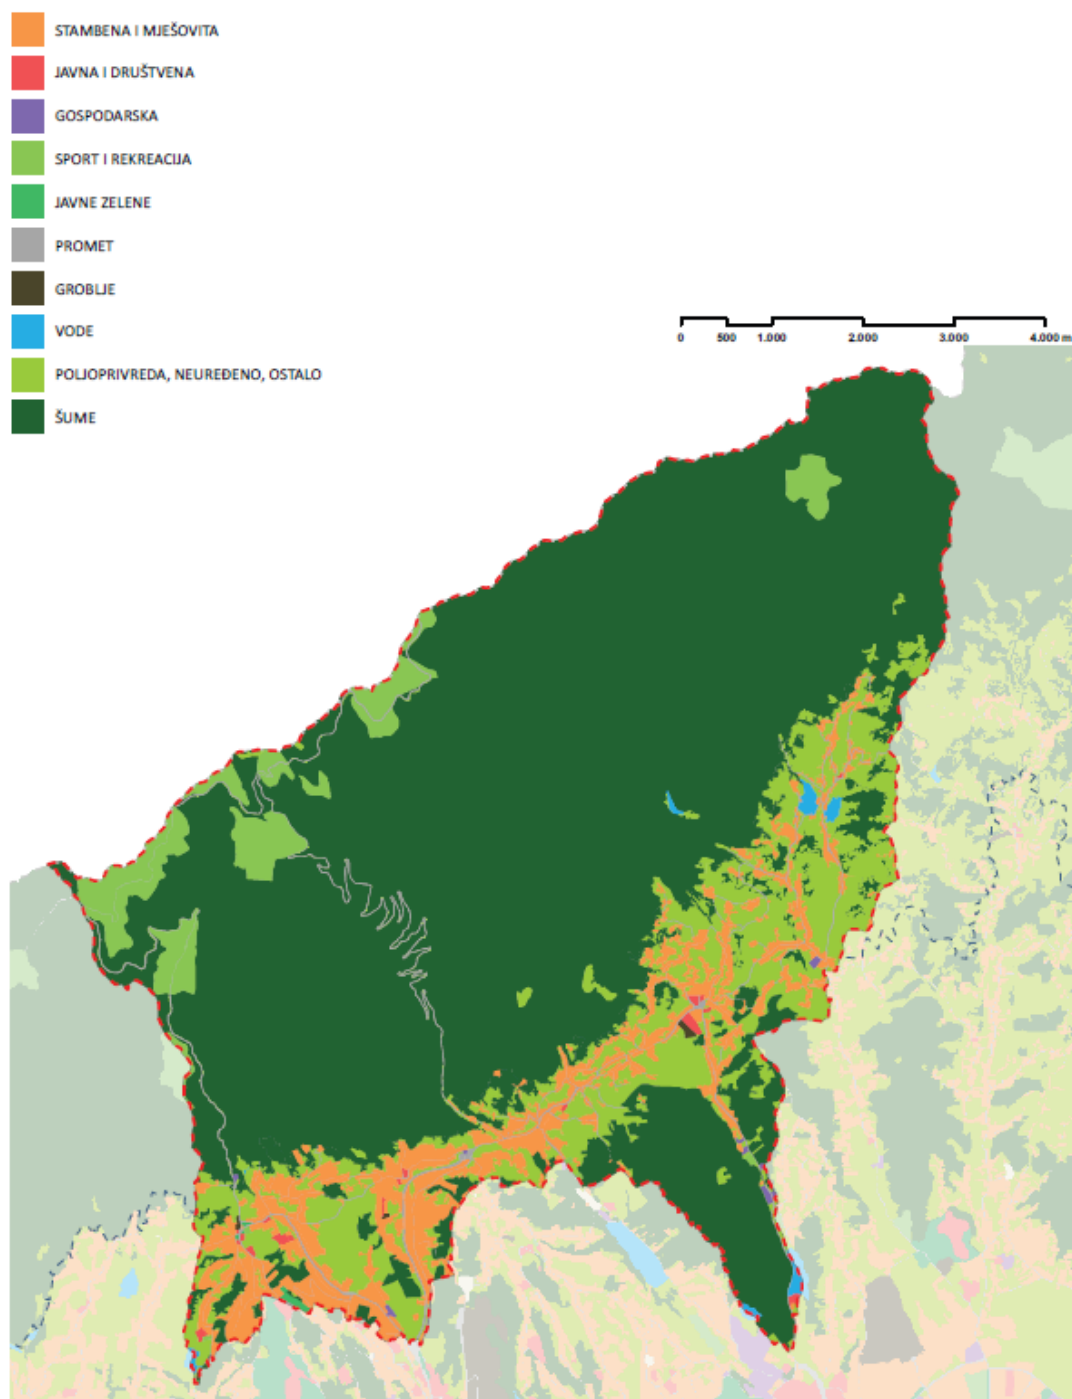 STAMBENA I MJEŠOVITA
JAVNA I DRUŠTVENA
GOSPODARSKA
SPORT I REKREACIJA
JAVNE ZELENE
PROMET
GROBLJE
VODE
POLJOPRIVREDA, NEUREĐENO, OSTALO
ŠUME
0 500 1.000 2.000 3.000 4.000 m